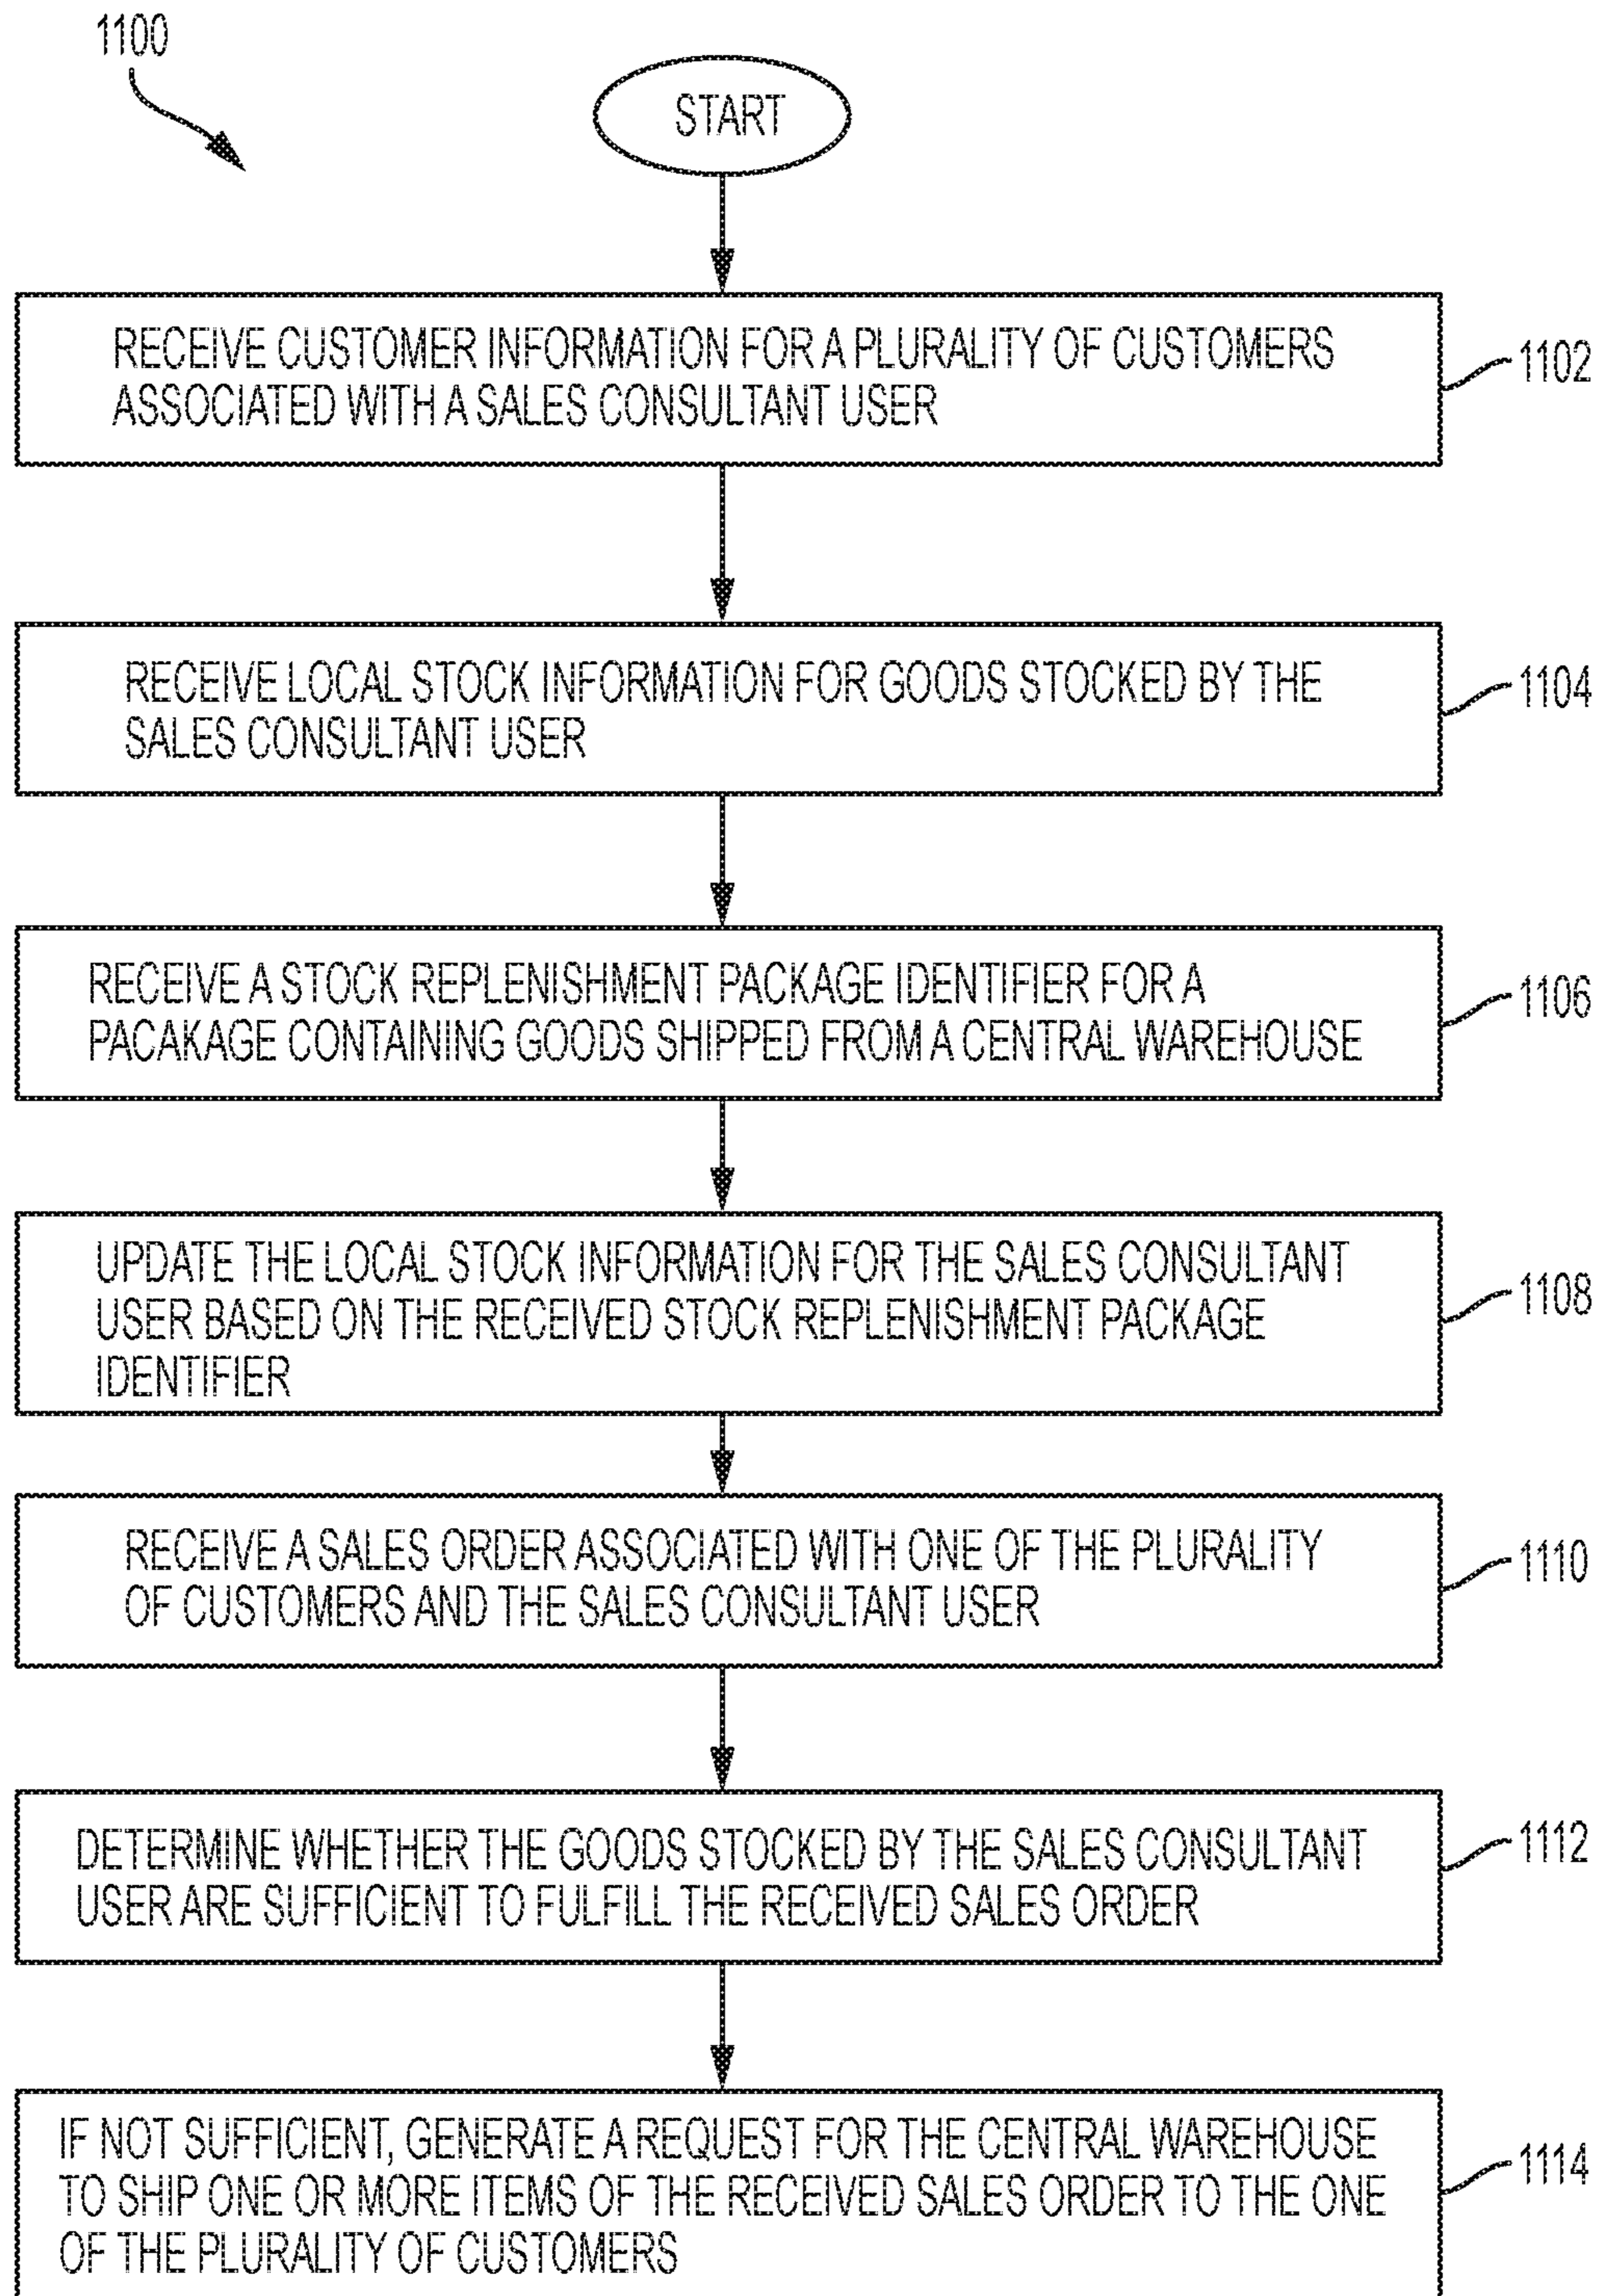 1100
START
RECEIVE CUSTOMER INFORMATION FOR A PLURALITY OF CUSTOMERS
ASSOCIATED WITH A SALES CONSULTANT USER
1102
RECEIVE LOCAL STOCK INFORMATION FOR GOODS STOCKED BY THE
SALES CONSULTANT USER
1104
RECEIVE A STOCK REPLENISHMENT PACKAGE IDENTIFIER FOR A
PACAKAGE CONTAINING GOODS SHIPPED FROM A CENTRAL WAREHOUSE
1106
UPDATE THE LOCAL STOCK INFORMATION FOR THE SALES CONSULTANT
USER BASED ON THE RECEIVED STOCK REPLENISHMENT PACKAGE
IDENTIFIER
1108
RECEIVE A SALES ORDER ASSOCIATED WITH ONE OF THE PLURALITY
OF CUSTOMERS AND THE SALES CONSULTANT USER
1110
DETERMINE WHETHER THE GOODS STOCKED BY THE SALES CONSULTANT
USER ARE SUFFICIENT TO FULFILL THE RECEIVED SALES ORDER
1112
IF NOT SUFFICIENT, GENERATE A REQUEST FOR THE CENTRAL WAREHOUSE
TO SHIP ONE OR MORE ITEMS OF THE RECEIVED SALES ORDER TO THE ONE
OF THE PLURALITY OF CUSTOMERS
1114